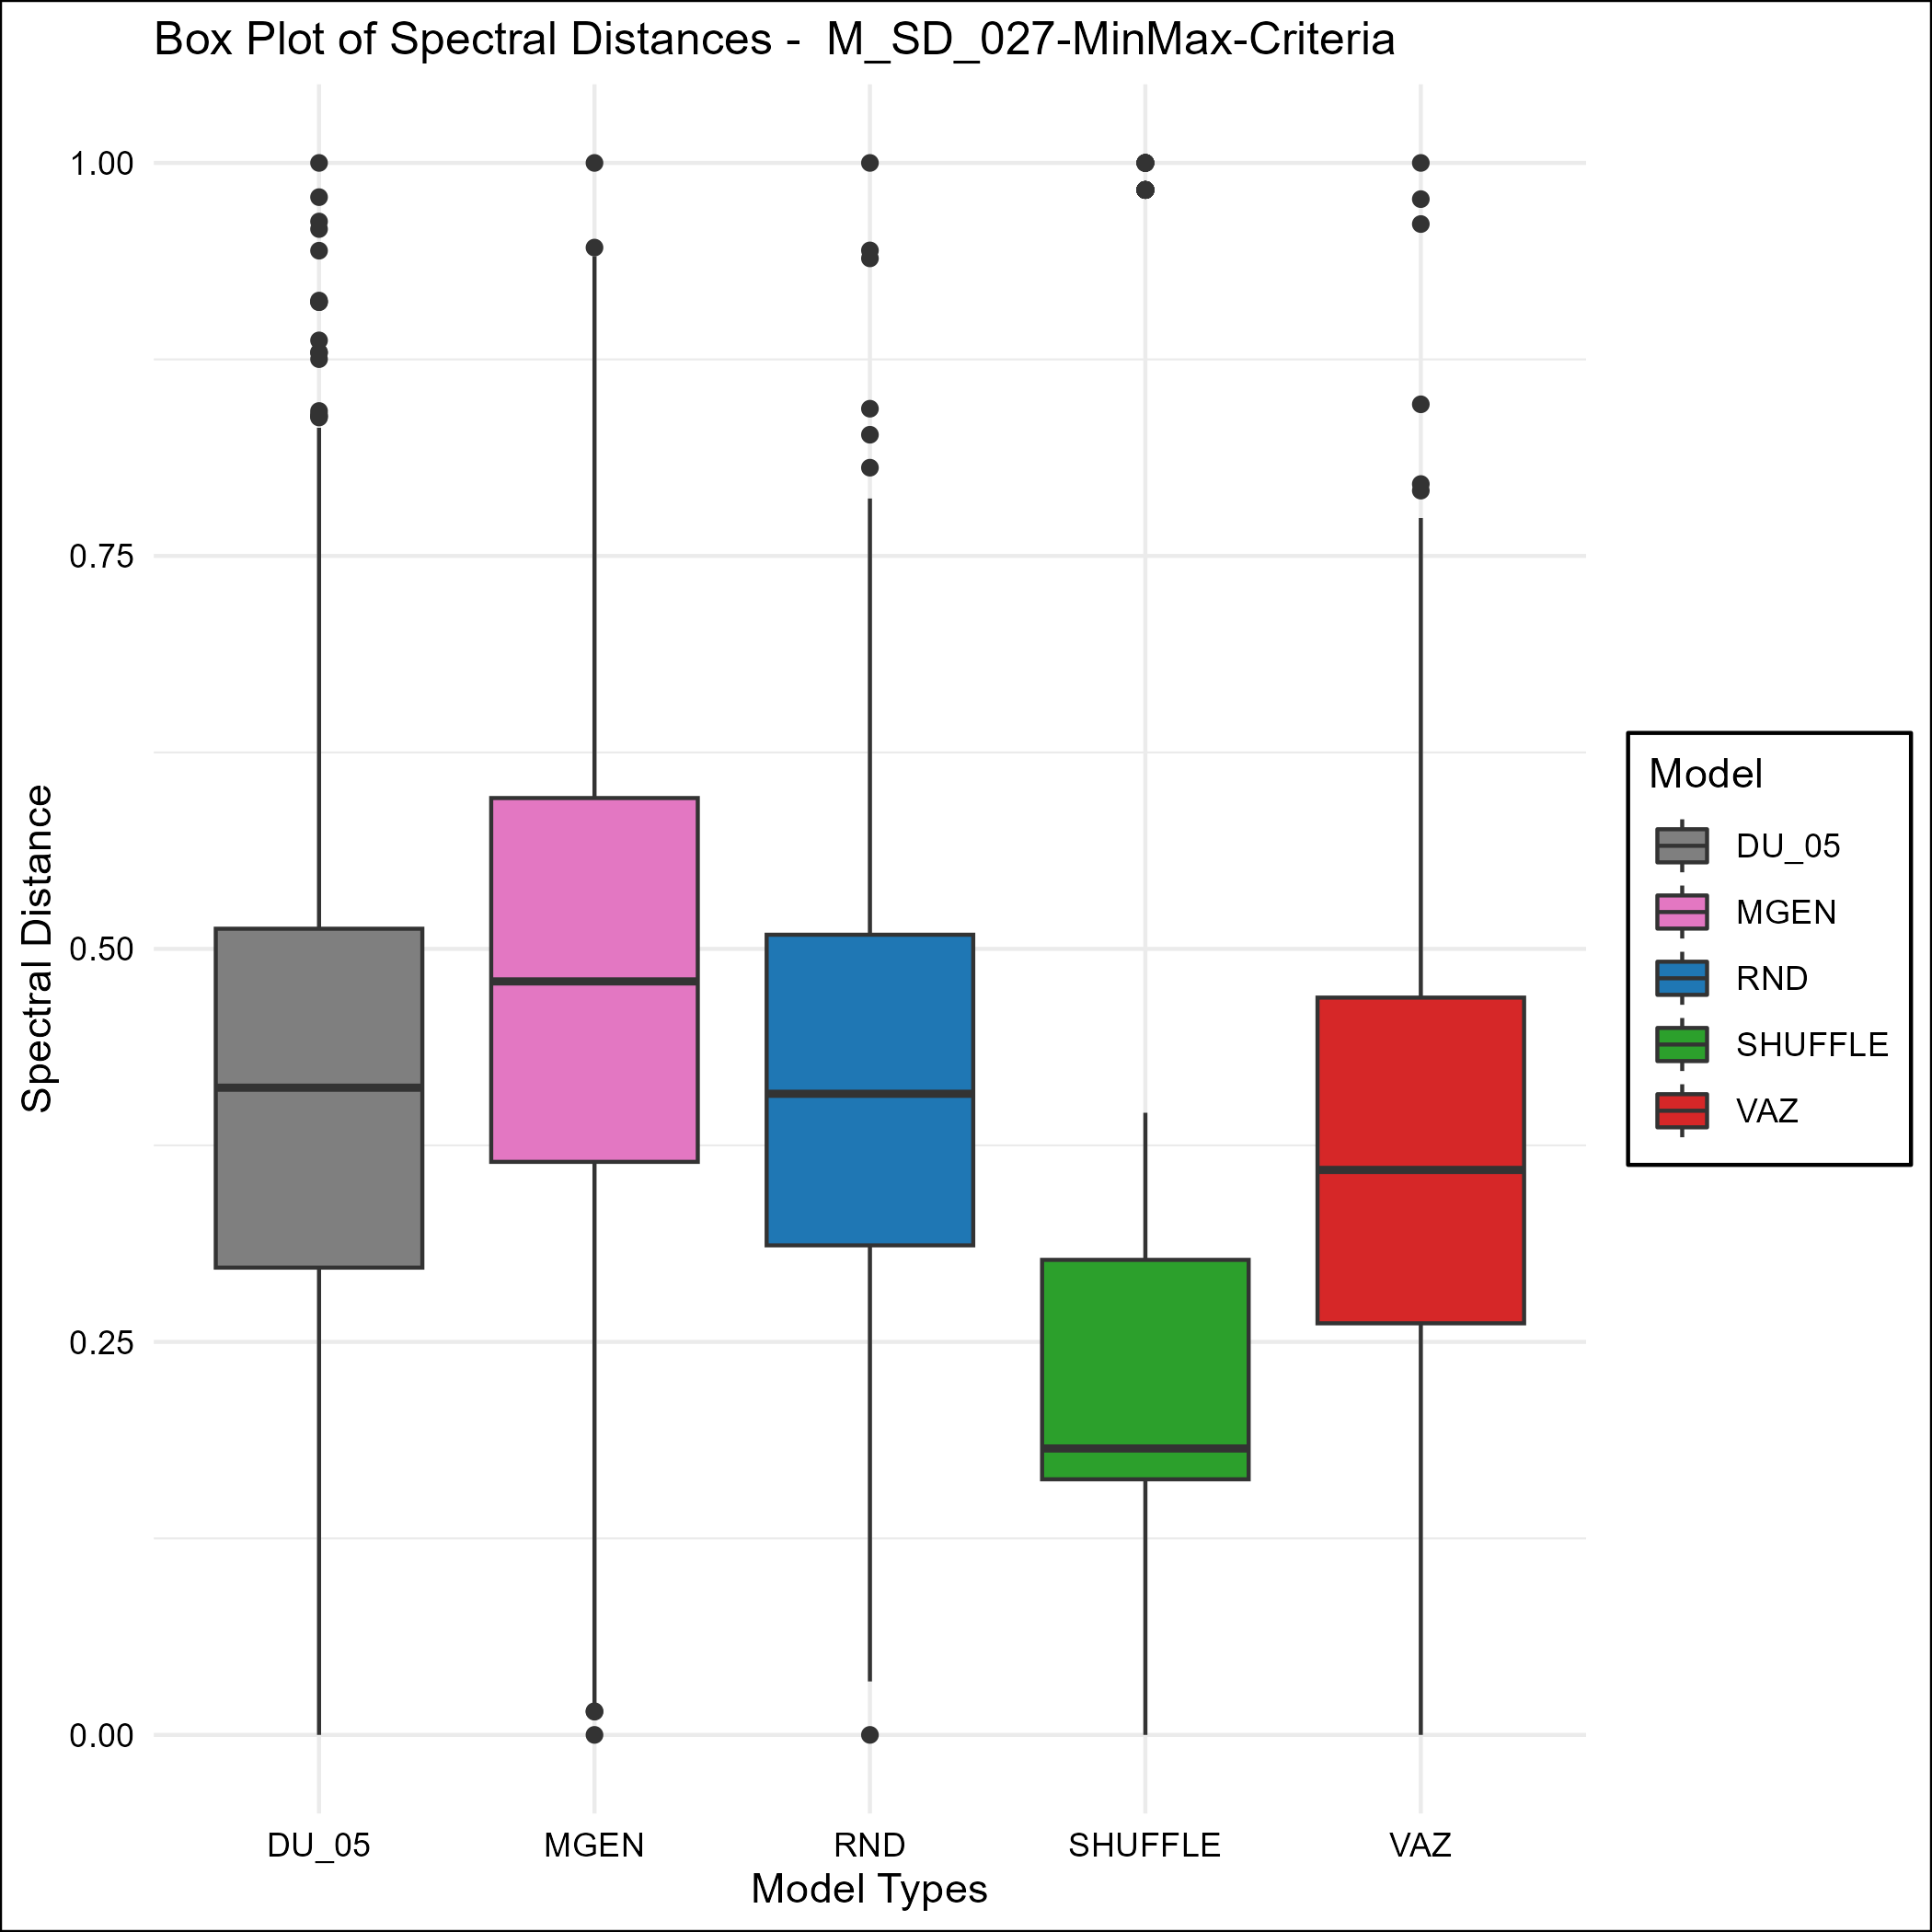 Box Plot of Spectral Distances -  M_SD_027-MinMax-Criteria
1.00
0.75
0.50
0.25
0.00
Spectral Distance
DU_05
MGEN
RND
SHUFFLE
VAZ
Model Types
Model
DU_05
MGEN
RND
SHUFFLE
VAZ